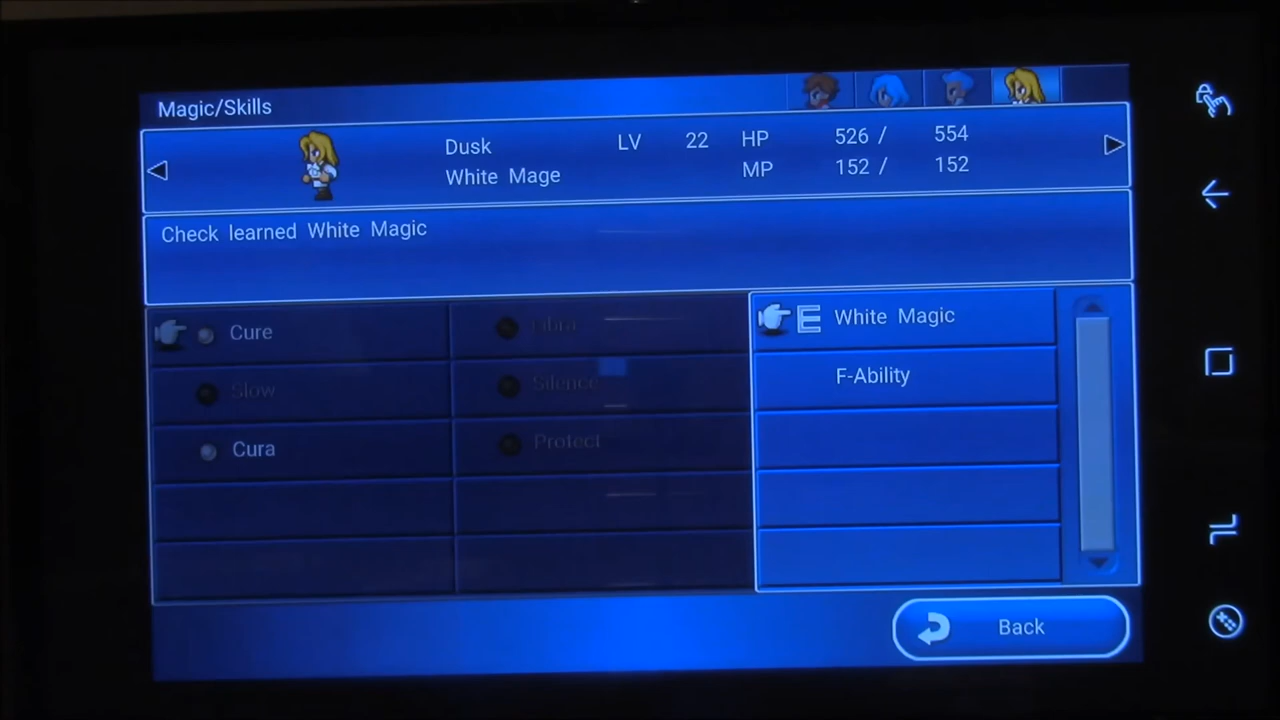 Magic/Skills
Dusk LV 22 HP 526 / 554
White Mage MP 152 / 152
Check learned White Magic
Cure Libra E White Magic
Slow Silence F-Ability
Cura Protect
Back